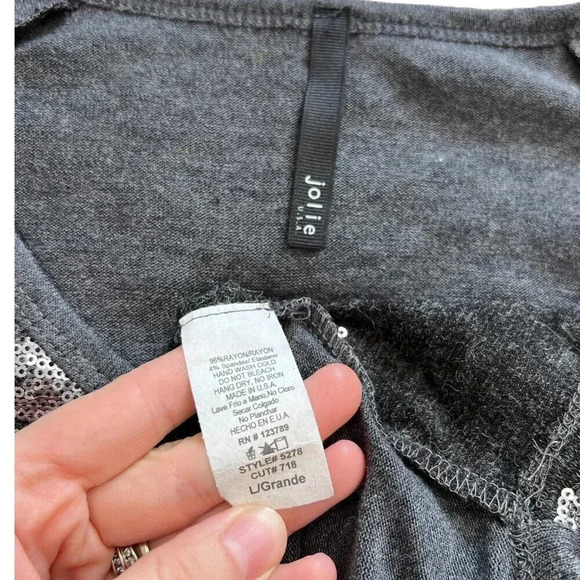 jolie
U.S.A.
96%RAYON/RAYON
4% Spandex/ Elastano
HAND WASH COLD
DO NOT BLEACH
HANG DRY, NO IRON
MADE IN U.S.A.
Lave Frio a Mano,No Cloro
Secar Colgado
No Planchar
HECHO EN E.U.A.
RN # 123789
STYLE# 5278
CUT# 718
L/Grande